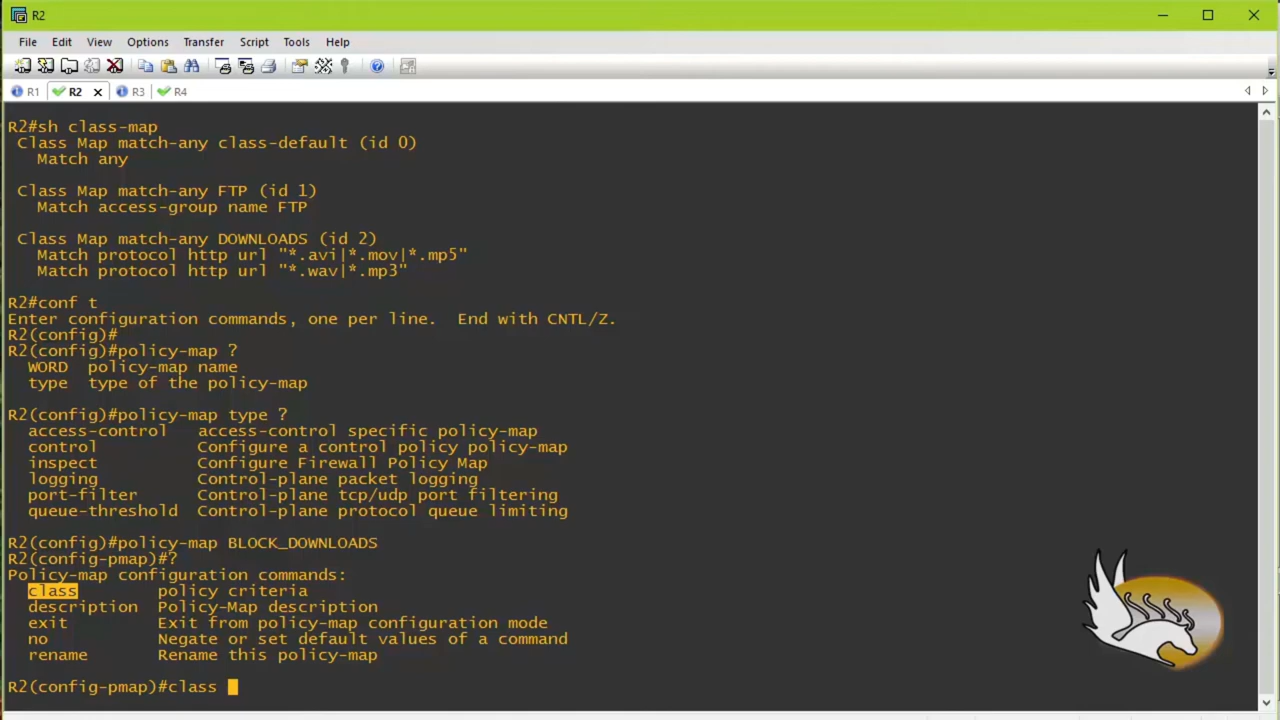 R2
File Edit View Options Transfer Script Tools Help
R1 R2 R3 R4
R2#sh class-map
Class Map match-any class-default (id 0)
Match any
Class Map match-any FTP (id 1)
Match access-group name FTP
Class Map match-any DOWNLOADS (id 2)
Match protocol http url "*.avi|*.mov|*.mp5"
Match protocol http url "*.wav|*.mp3"
R2#conf t
Enter configuration commands, one per line.  End with CNTL/Z.
R2(config)#
R2(config)#policy-map ?
WORD  policy-map name
type  type of the policy-map
R2(config)#policy-map type ?
access-control   access-control specific policy-map
control          Configure a control policy policy-map
inspect          Configure Firewall Policy Map
logging          Control-plane packet logging
port-filter      Control-plane tcp/udp port filtering
queue-threshold  Control-plane protocol queue limiting
R2(config)#policy-map BLOCK_DOWNLOADS
R2(config-pmap)#?
Policy-map configuration commands:
class        policy criteria
description  Policy-Map description
exit         Exit from policy-map configuration mode
no           Negate or set default values of a command
rename       Rename this policy-map
R2(config-pmap)#class